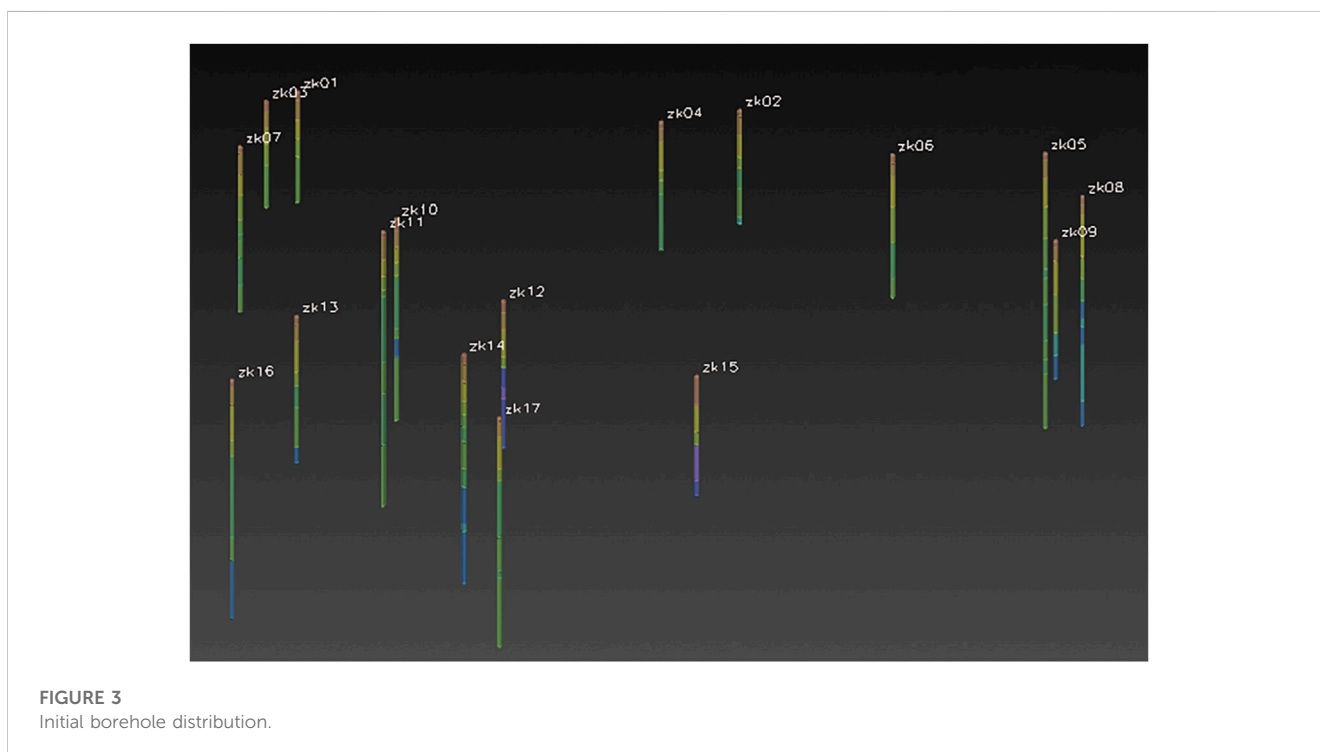 zk01
zk03
zk02
zk04
zk07
zk06
zk05
zk08
zk10
zk11
zk09
zk12
zk13
zk14
zk15
zk16
zk17
FIGURE 3
Initial borehole distribution.